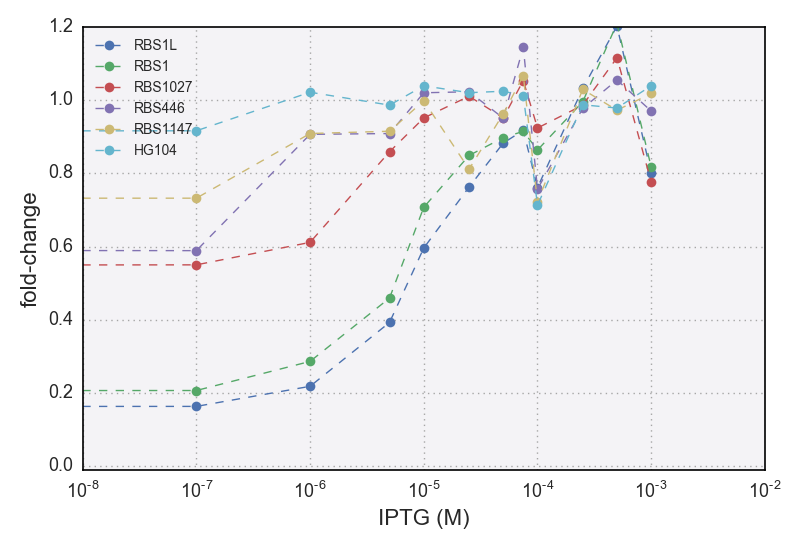 1.2
1.0
0.8
0.6
0.4
0.2
0.0
fold-change
RBS1L
RBS1
RBS1027
RBS446
RBS1147
HG104
10^-8 10^-7 10^-6 10^-5 10^-4 10^-3 10^-2
IPTG (M)